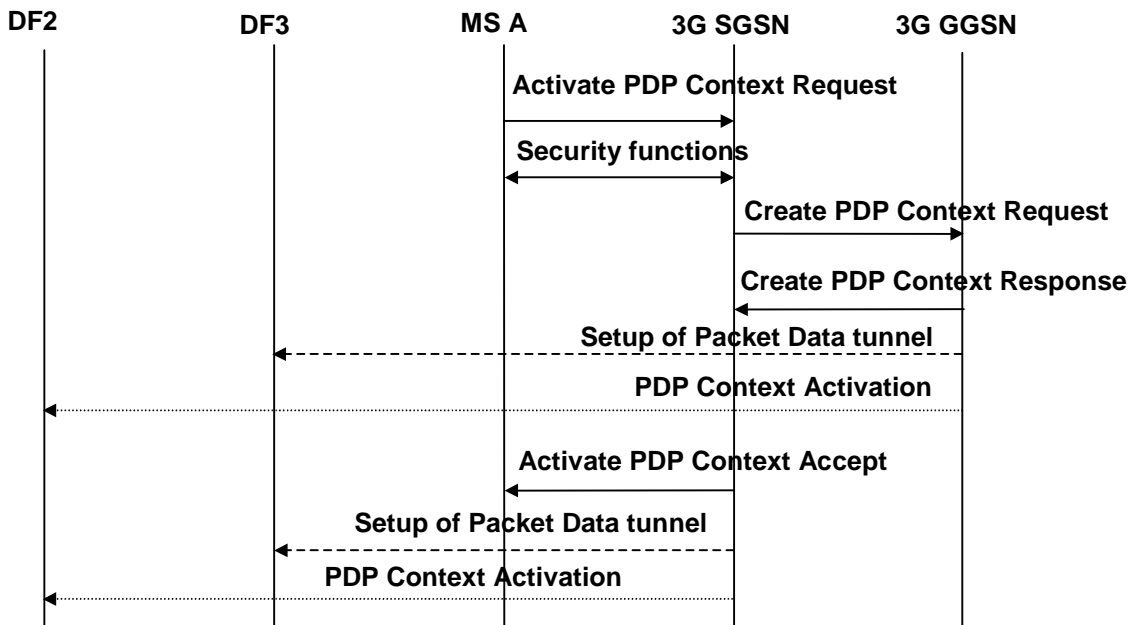 DF2 DF3 MS A 3G SGSN 3G GGSN
Activate PDP Context Request
Security functions
Create PDP Context Request
Create PDP Context Response
Setup of Packet Data tunnel
PDP Context Activation
Activate PDP Context Accept
Setup of Packet Data tunnel
PDP Context Activation